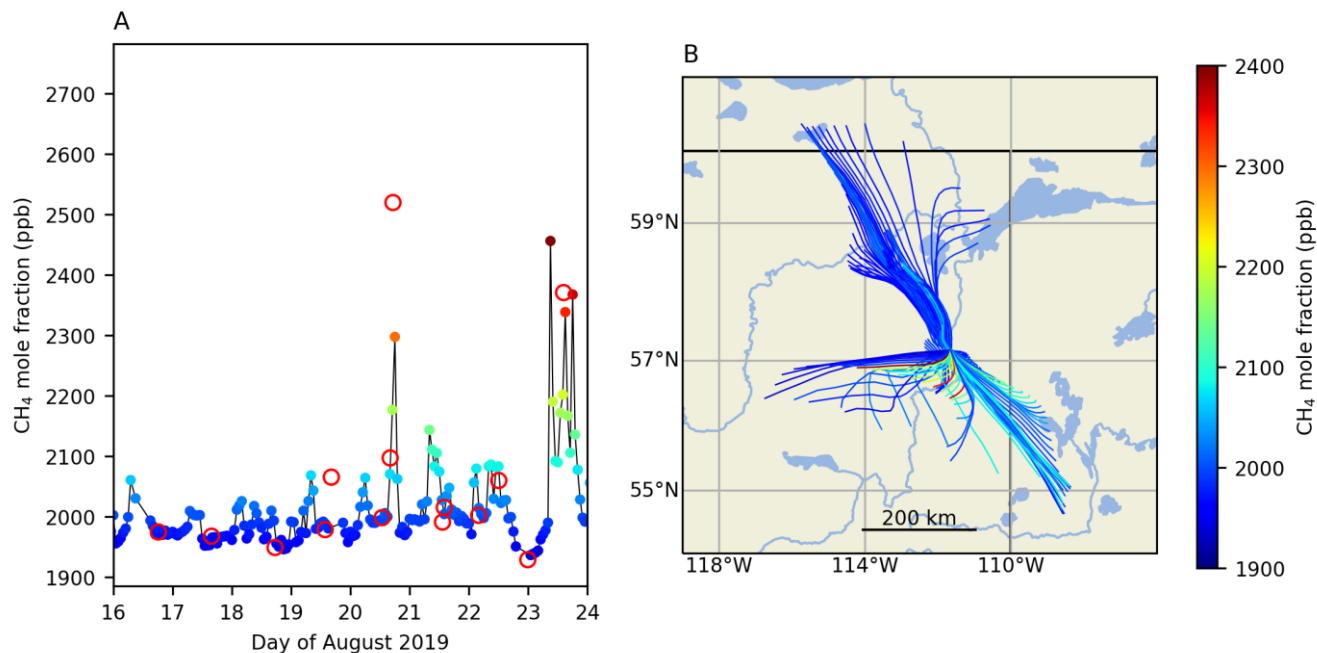 A
CH₄ mole fraction (ppb)
2700
2600
2500
2400
2300
2200
2100
2000
1900
16 17 18 19 20 21 22 23 24
Day of August 2019
B
59°N
57°N
55°N
200 km
118°W 114°W 110°W
2400
2300
2200
2100
2000
1900
CH₄ mole fraction (ppb)